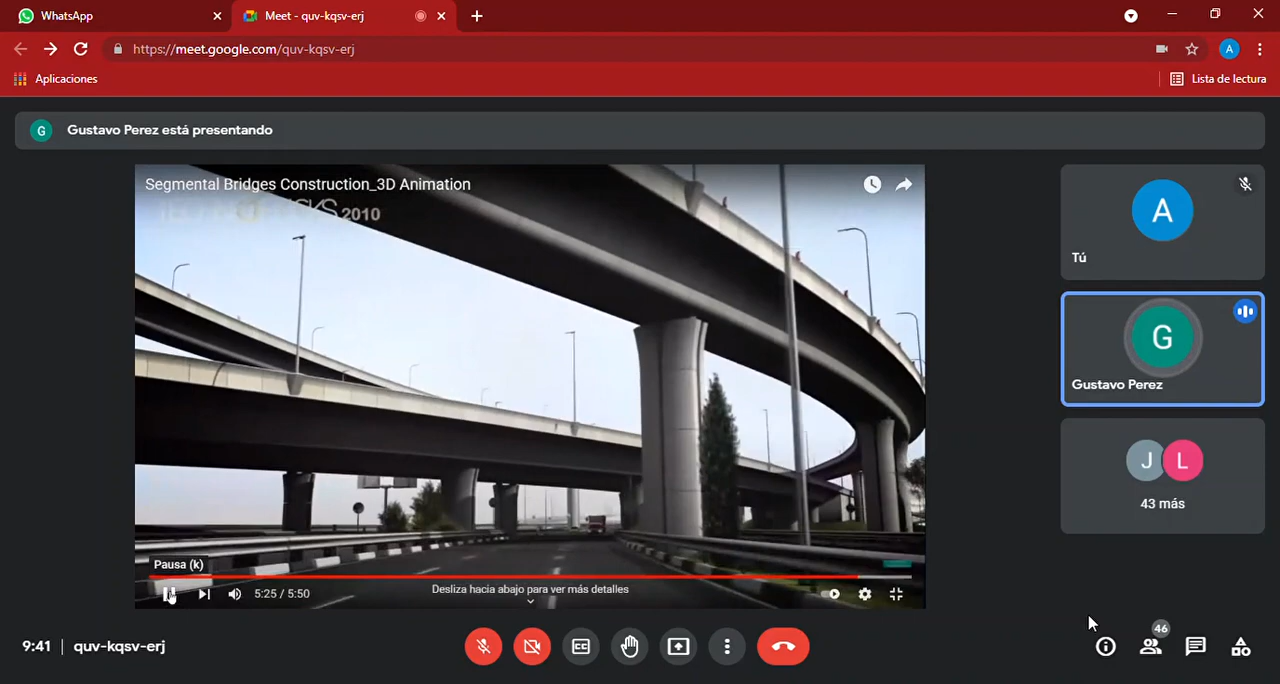 WhatsApp
Meet - quv-kqsv-erj
https://meet.google.com/quv-kqsv-erj
A
Aplicaciones
Lista de lectura
G
Gustavo Perez está presentando
Segmental Bridges Construction_3D Animation
2010
A
Tú
G
Gustavo Perez
J
L
43 más
Pausa (k)
5:25 / 5:50
Desliza hacia abajo para ver más detalles
9:41
quv-kqsv-erj
CC
46